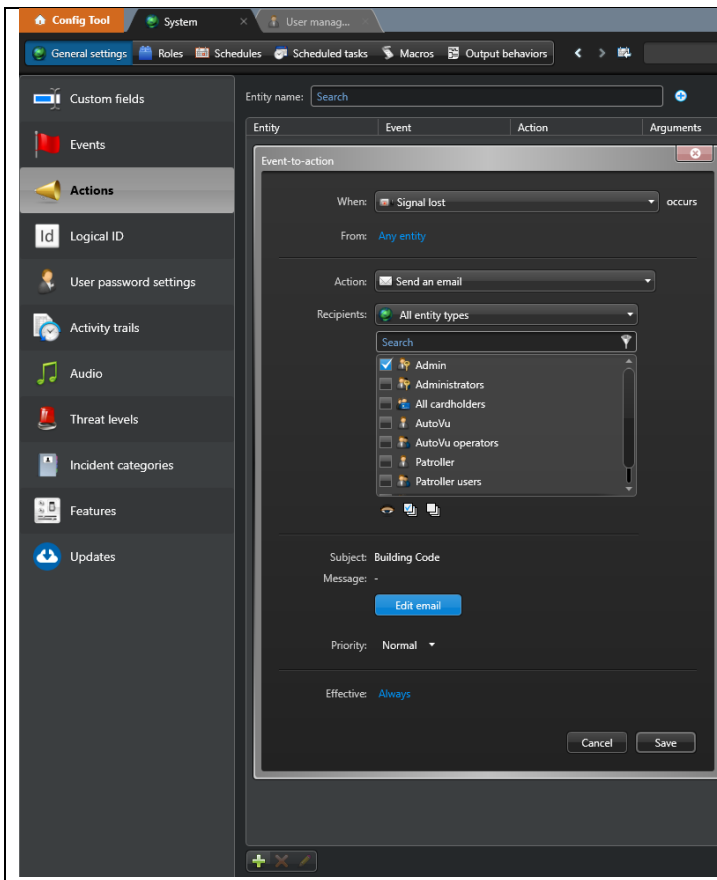 Config Tool
System
User manag...
General settings
Roles
Schedules
Scheduled tasks
Macros
Output behaviors
Custom fields
Events
Actions
Id
Logical ID
User password settings
Activity trails
Audio
Threat levels
Incident categories
Features
Updates
Entity name: Search
Entity Event Action Arguments
Event-to-action
When: Signal lost occurs
From: Any entity
Action: Send an email
Recipients: All entity types
Search
Admin
Administrators
All cardholders
AutoVu
AutoVu operators
Patroller
Patroller users
Subject: Building Code
Message: -
Edit email
Priority: Normal
Effective: Always
Cancel Save